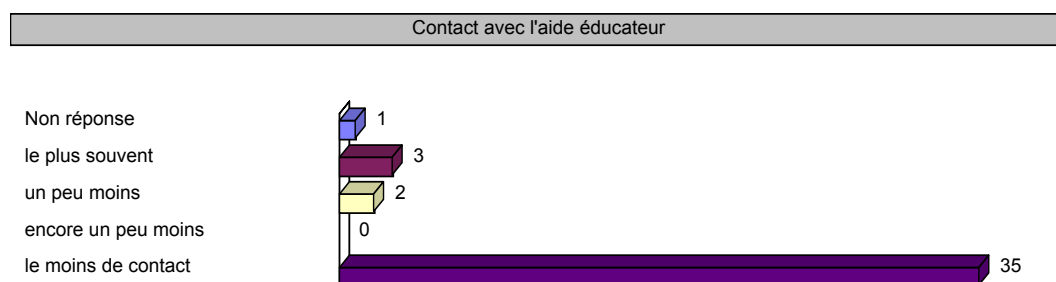 Contact avec l'aide éducateur
Non réponse 1
le plus souvent 3
un peu moins 2
encore un peu moins 0
le moins de contact 35